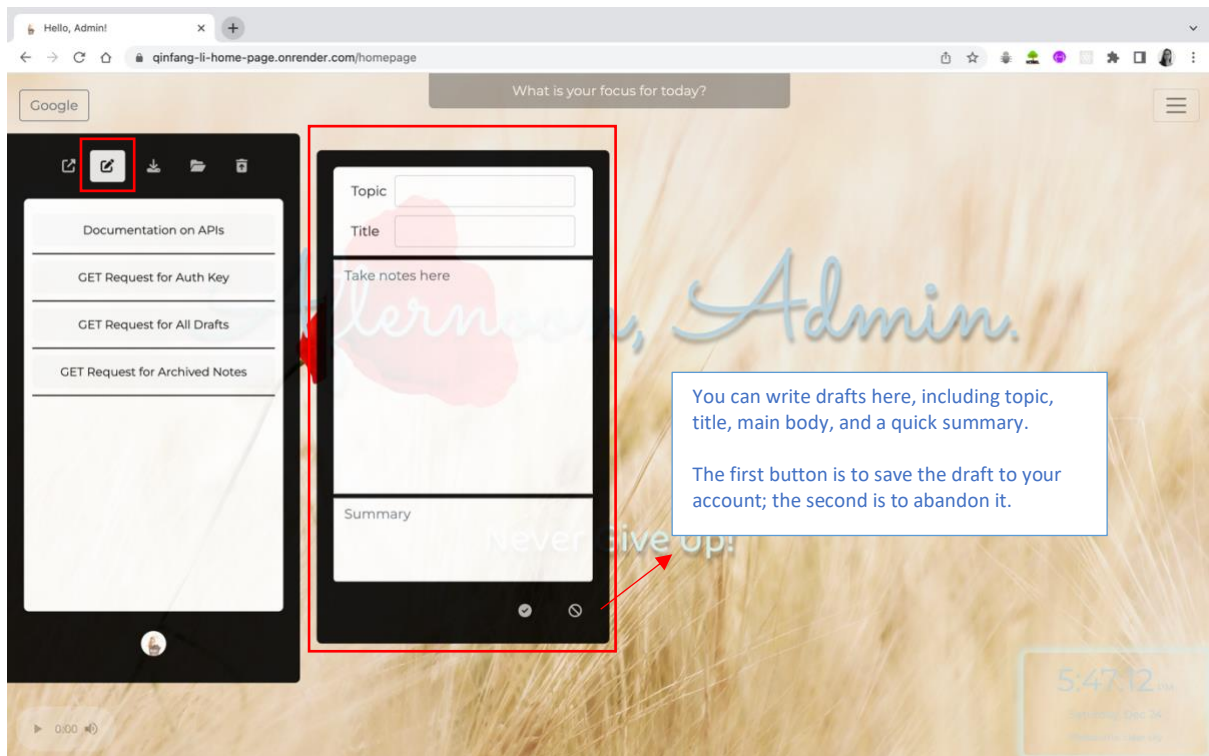 Hello, Admin!
qinfang-li-home-page.onrender.com/homepage
What is your focus for today?
Google
Topic
Title
Documentation on APIs
GET Request for Auth Key
GET Request for All Drafts
GET Request for Archived Notes
Take notes here
Afternoon, Admin.
You can write drafts here, including topic,
title, main body, and a quick summary.
The first button is to save the draft to your
account; the second is to abandon it.
Summary
Never Give Up!
5:47:12 PM
Saturday, Dec 24
0:00